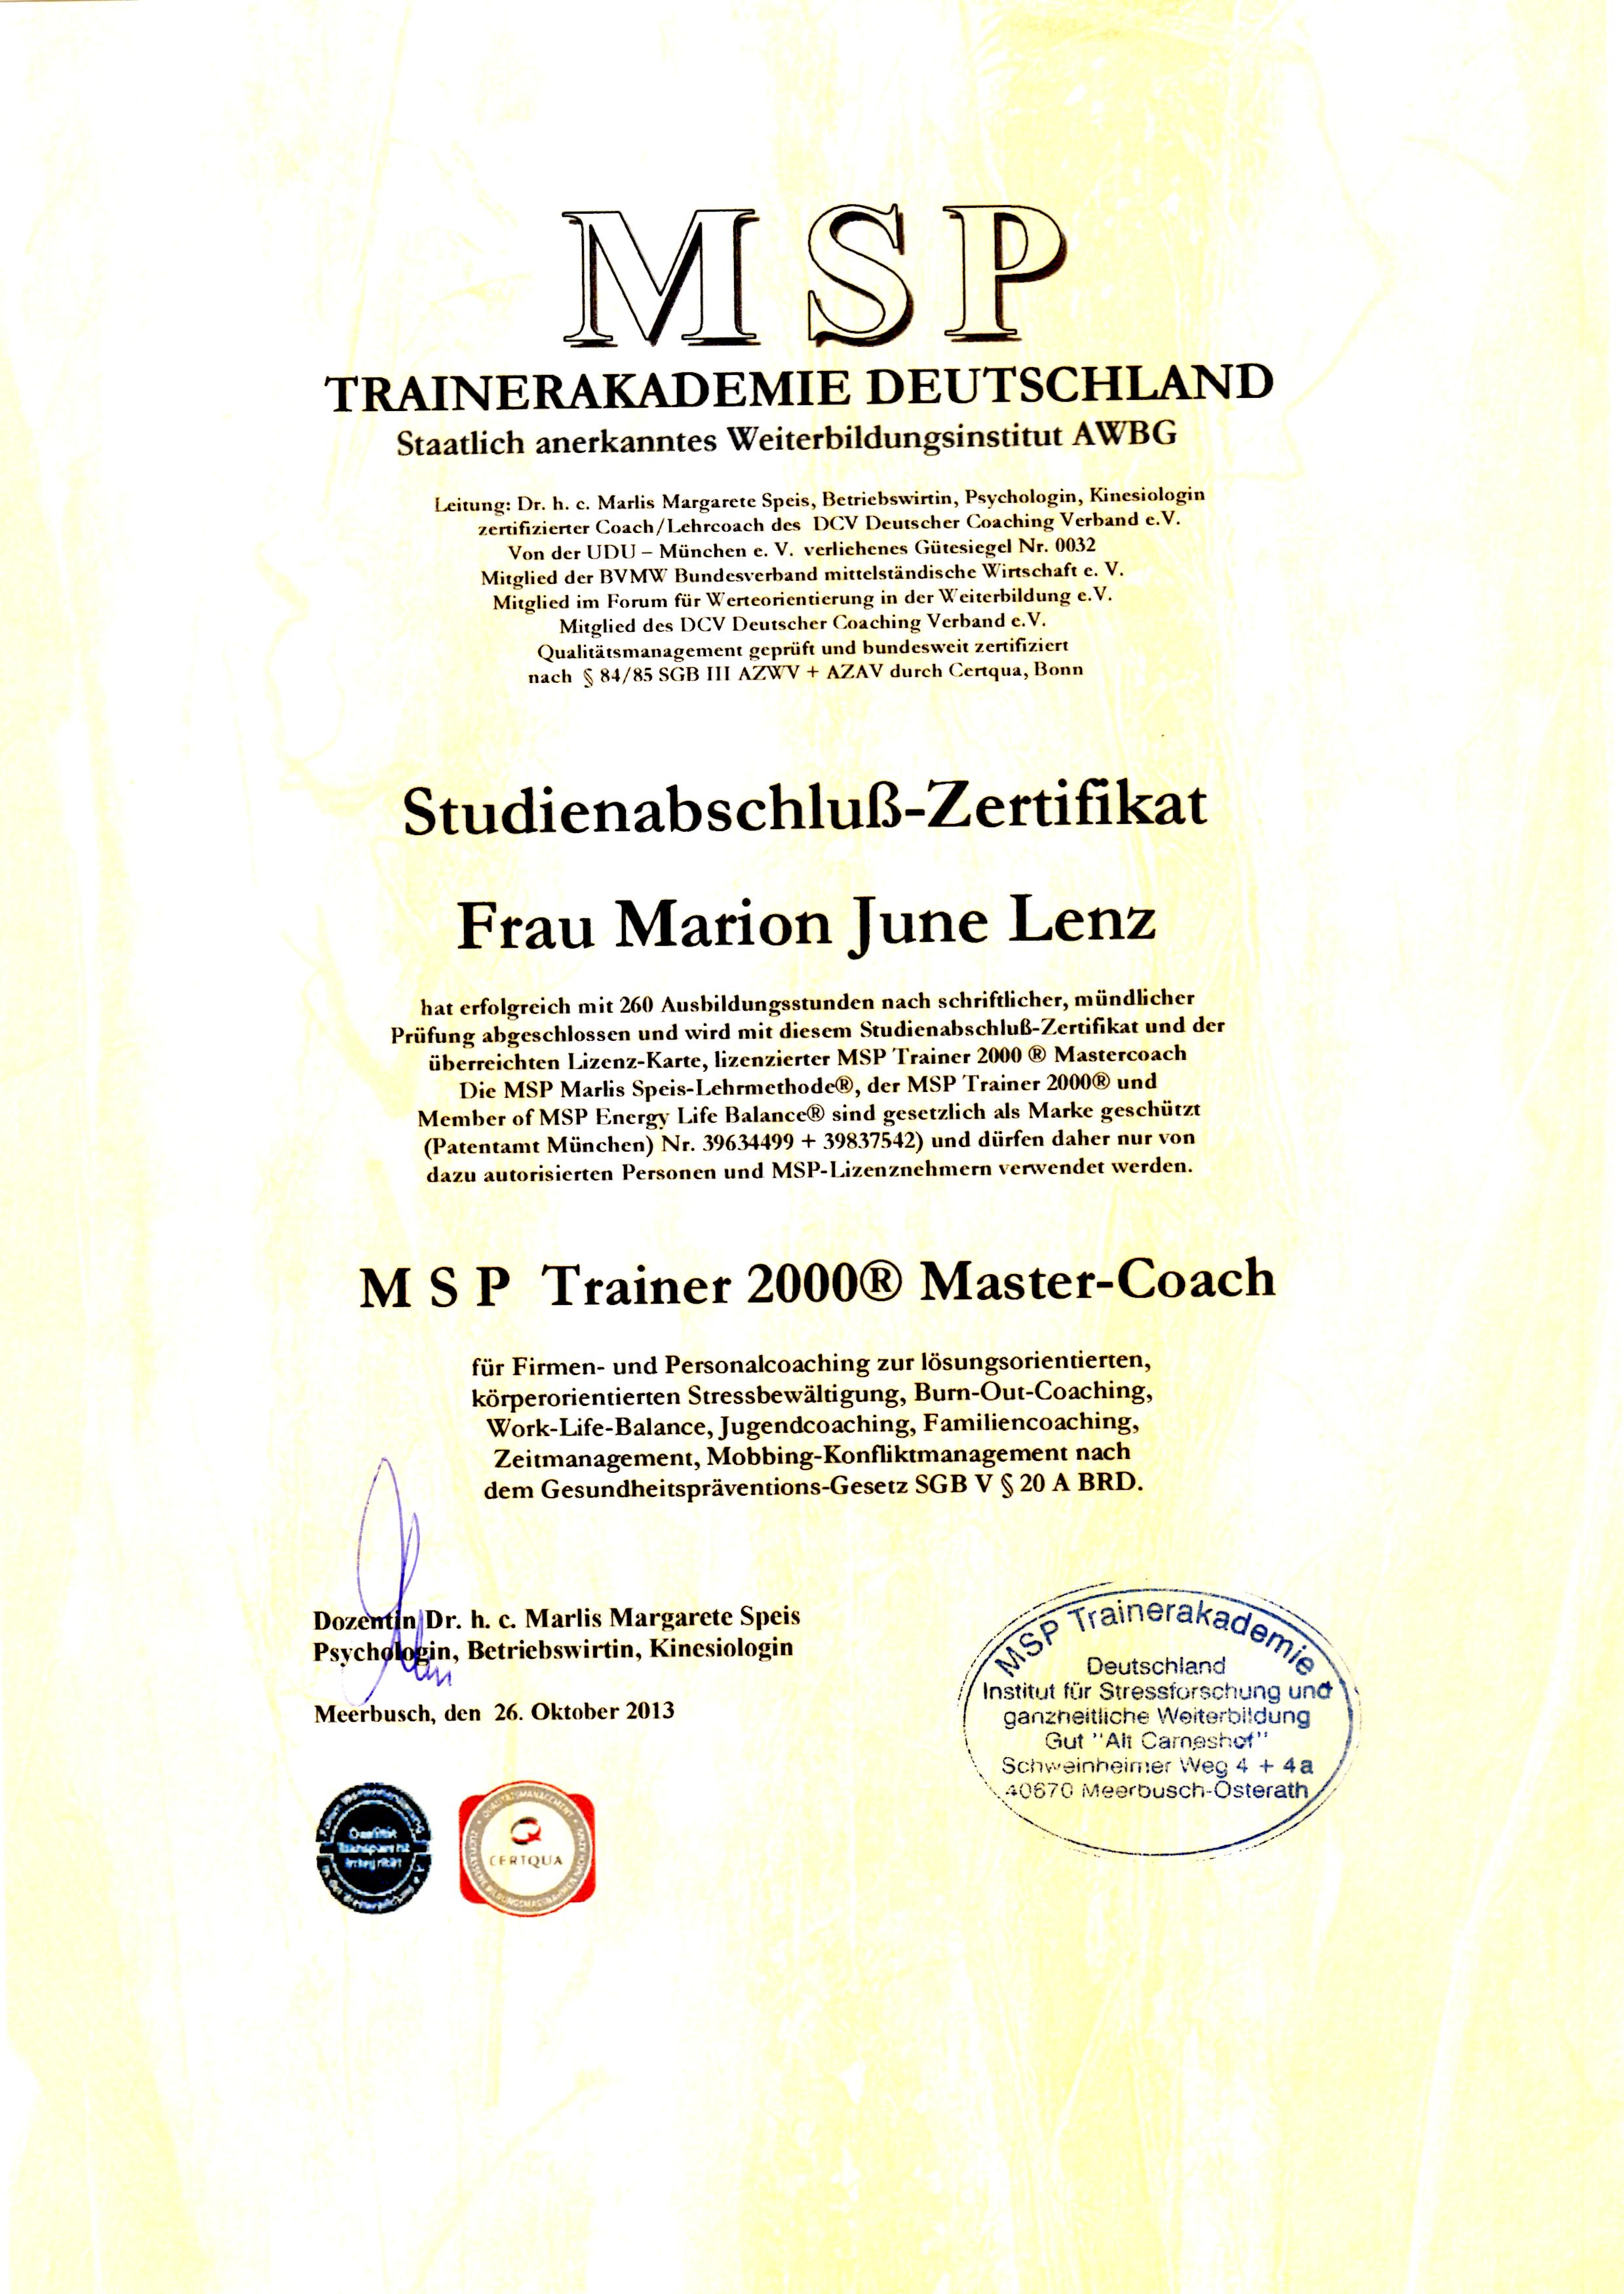 M S P
TRAINERAKADEMIE DEUTSCHLAND
Staatlich anerkanntes Weiterbildungsinstitut AWBG
Leitung: Dr. h. c. Marlis Margarete Speis, Betriebswirtin, Psychologin, Kinesiologin
zertifizierter Coach/Lehrcoach des DCV Deutscher Coaching Verband e.V.
Von der UDU – München e. V. verliehenes Gütesiegel Nr. 0032
Mitglied der BVMW Bundesverband mittelständische Wirtschaft e. V.
Mitglied im Forum für Werteorientierung in der Weiterbildung e.V.
Mitglied des DCV Deutscher Coaching Verband e.V.
Qualitätsmanagement geprüft und bundesweit zertifiziert
nach § 84/85 SGB III AZWV + AZAV durch Certqua, Bonn
Studienabschluß-Zertifikat
Frau Marion June Lenz
hat erfolgreich mit 260 Ausbildungsstunden nach schriftlicher, mündlicher
Prüfung abgeschlossen und wird mit diesem Studienabschluß-Zertifikat und der
überreichten Lizenz-Karte, lizenzierter MSP Trainer 2000 ® Mastercoach
Die MSP Marlis Speis-Lehrmethode®, der MSP Trainer 2000® und
Member of MSP Energy Life Balance® sind gesetzlich als Marke geschützt
(Patentamt München) Nr. 39634499 + 39837542) und dürfen daher nur von
dazu autorisierten Personen und MSP-Lizenznehmern verwendet werden.
M S P Trainer 2000® Master-Coach
für Firmen- und Personalcoaching zur lösungsorientierten,
körperorientierten Stressbewältigung, Burn-Out-Coaching,
Work-Life-Balance, Jugendcoaching, Familiencoaching,
Zeitmanagement, Mobbing-Konfliktmanagement nach
dem Gesundheitspräventions-Gesetz SGB V § 20 A BRD.
Dozentin Dr. h. c. Marlis Margarete Speis
Psychologin, Betriebswirtin, Kinesiologin
Meerbusch, den 26. Oktober 2013
MSP Trainerakademie
Deutschland
Institut für Stressforschung und
ganzheitliche Weiterbildung
Gut "Alt Carneshof"
Schweinheimer Weg 4 + 4a
40670 Meerbusch-Osterath
Qualität
Transparenz
Integrität
QUALITÄTSMANAGEMENT
CERTQUA